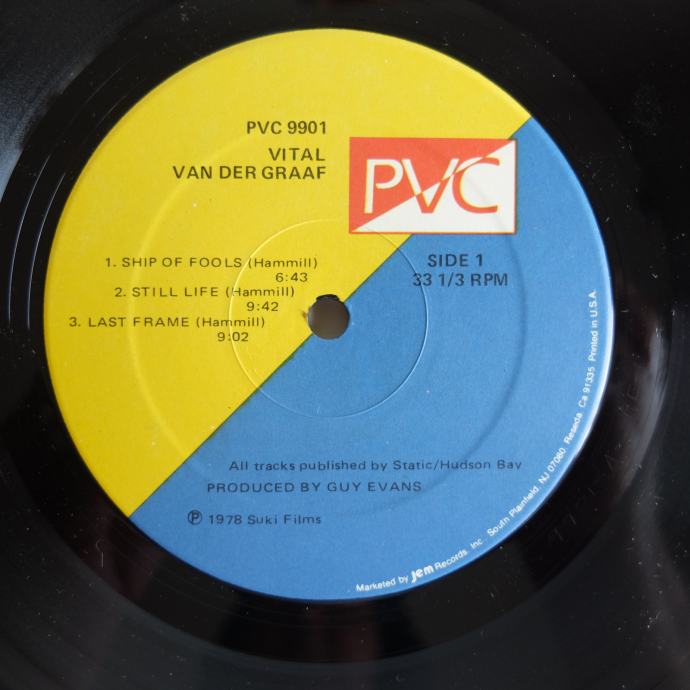 PVC 9901
VITAL
VAN DER GRAAF
PVC
1. SHIP OF FOOLS (Hammill)
6:43
2. STILL LIFE (Hammill)
9:42
3. LAST FRAME (Hammill)
9:02
SIDE 1
33 1/3 RPM
All tracks published by Static/Hudson Bay
PRODUCED BY GUY EVANS
℗ 1978 Suki Films
Marketed by Jem Records, Inc. South Plainfield, NJ 07080 Reseda, Ca 91335 Printed in U.S.A.